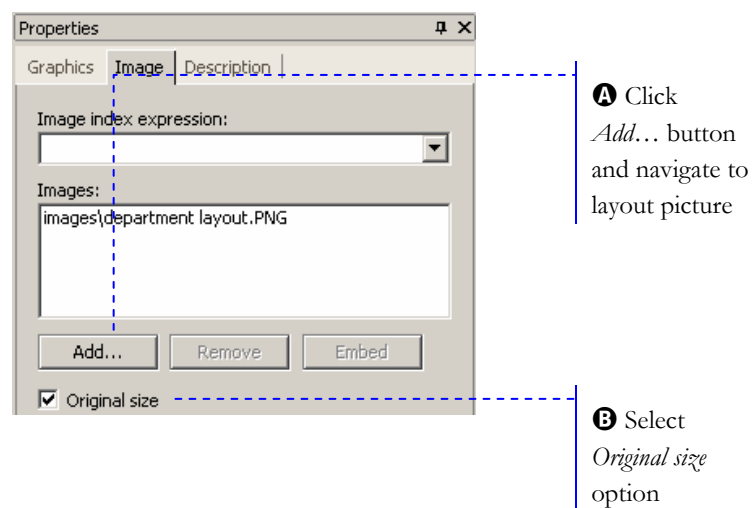 Properties
Graphics Image Description
Image index expression:
Images:
images\department layout.PNG
Add... Remove Embed
Original size
A Click
Add… button
and navigate to
layout picture
B Select
Original size
option